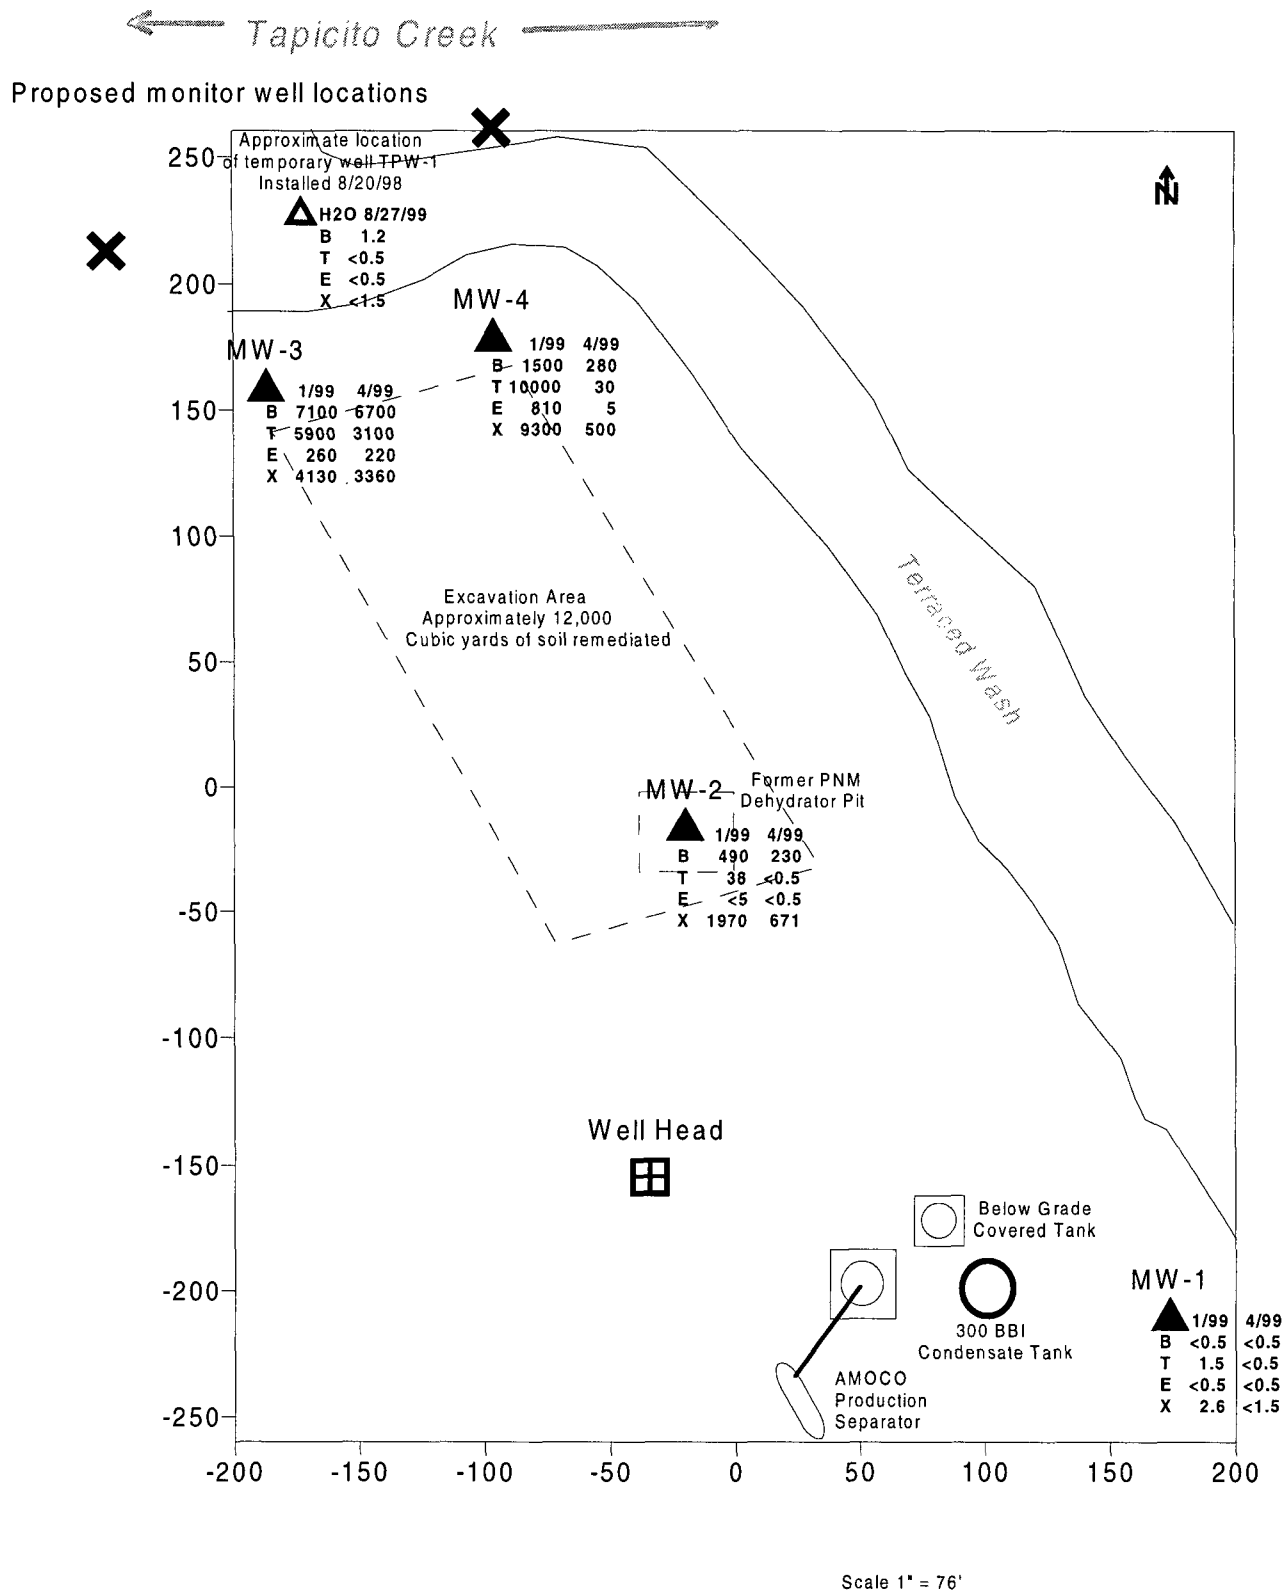 Tapicito Creek
Proposed monitor well locations
Approximate location
of temporary well TPW-1
Installed 8/20/98
H2O 8/27/99
B 1.2
T <0.5
E <0.5
X <1.5
N
MW-4
1/99 4/99
B 1500 280
T 10000 30
E 810 5
X 9300 500
MW-3
1/99 4/99
B 7100 6700
T 5900 3100
E 260 220
X 4130 3360
Excavation Area
Approximately 12,000
Cubic yards of soil remediated
Terraced Wash
Former PNM
Dehydrator Pit
MW-2
1/99 4/99
B 490 230
T 38 <0.5
E <5 <0.5
X 1970 671
Well Head
Below Grade
Covered Tank
300 BBI
Condensate Tank
AMOCO
Production
Separator
MW-1
1/99 4/99
B <0.5 <0.5
T 1.5 <0.5
E <0.5 <0.5
X 2.6 <1.5
250
200
150
100
50
0
-50
-100
-150
-200
-250
-200 -150 -100 -50 0 50 100 150 200
Scale 1" = 76'